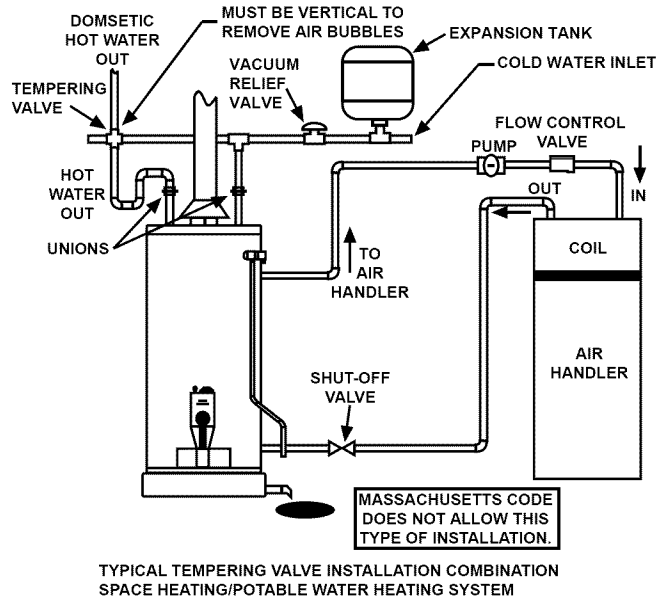 DOMSETIC
HOT WATER
OUT
MUST BE VERTICAL TO
REMOVE AIR BUBBLES
EXPANSION TANK
TEMPERING
VALVE
VACUUM
RELIEF
VALVE
COLD WATER INLET
FLOW CONTROL
VALVE
PUMP
HOT
WATER
OUT
OUT
IN
UNIONS
TO
AIR
HANDLER
COIL
AIR
HANDLER
SHUT-OFF
VALVE
MASSACHUSETTS CODE
DOES NOT ALLOW THIS
TYPE OF INSTALLATION.
TYPICAL TEMPERING VALVE INSTALLATION COMBINATION
SPACE HEATING/POTABLE WATER HEATING SYSTEM